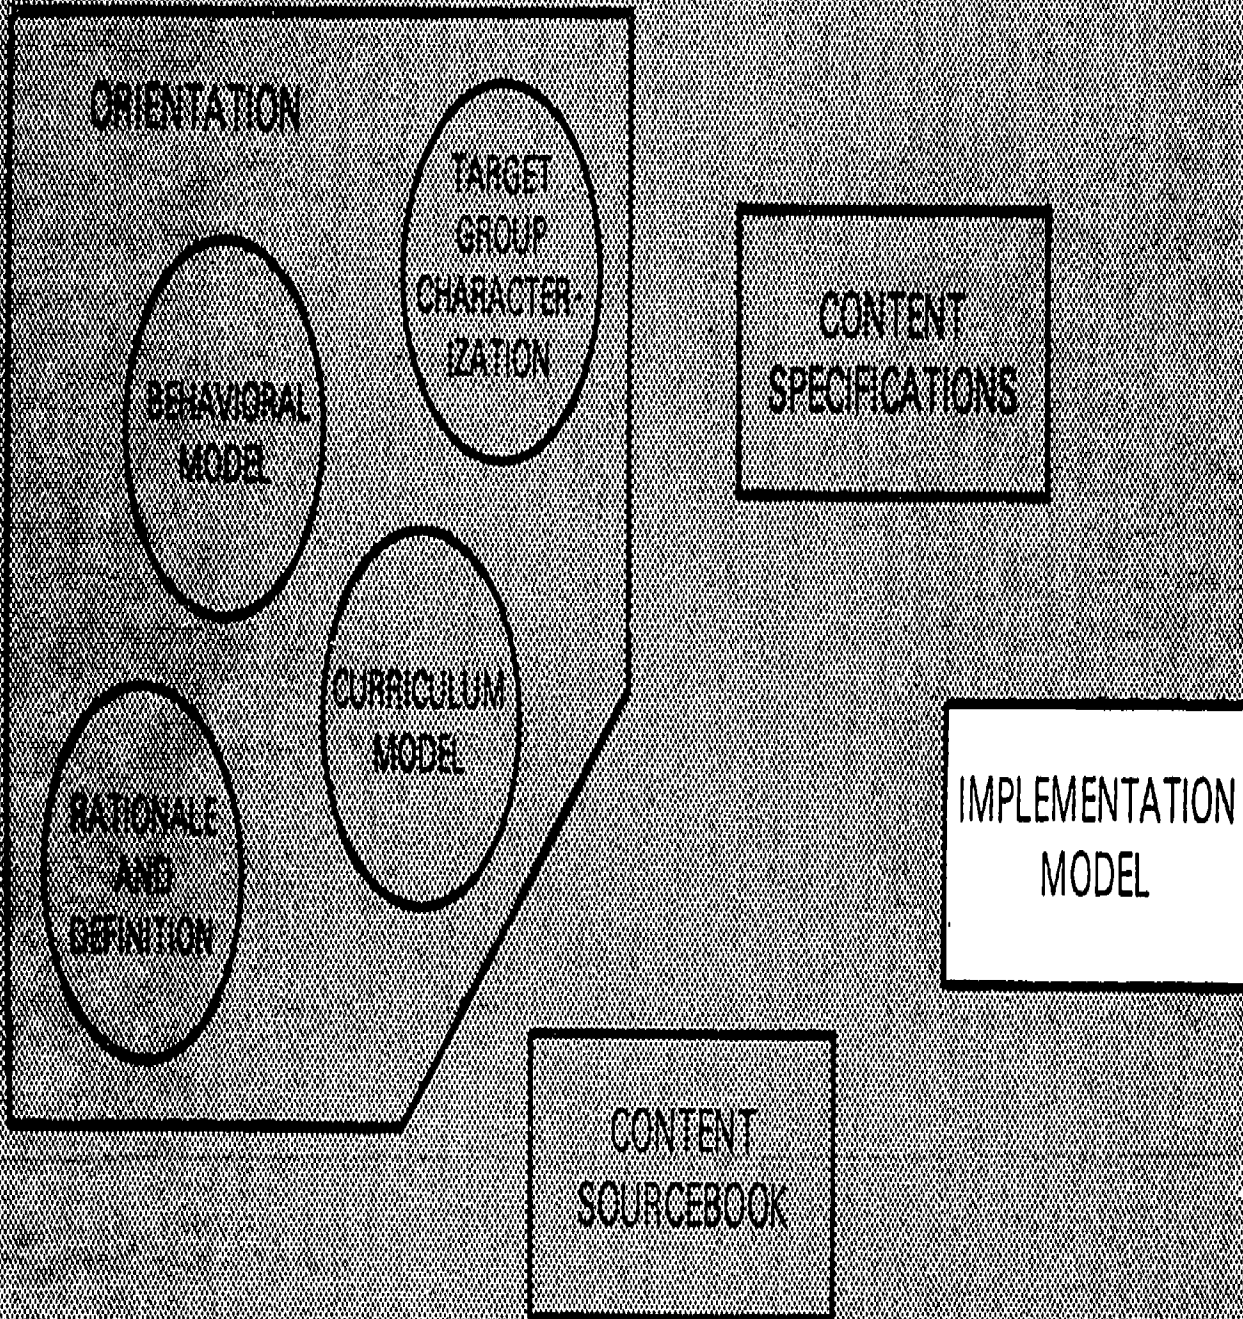 ORIENTATION
TARGET
GROUP
CHARACTER-
IZATION
BEHAVIORAL
MODEL
CURRICULUM
MODEL
RATIONALE
AND
DEFINITION
CONTENT
SPECIFICATIONS
IMPLEMENTATION
MODEL
CONTENT
SOURCEBOOK